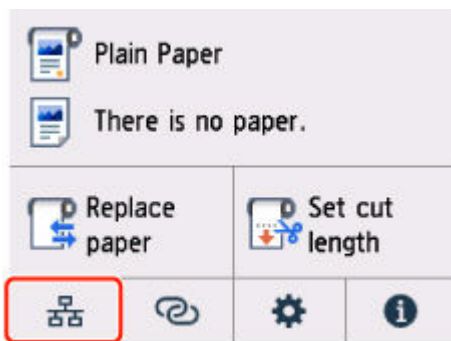 Plain Paper
There is no paper.
Replace
paper
Set cut
length